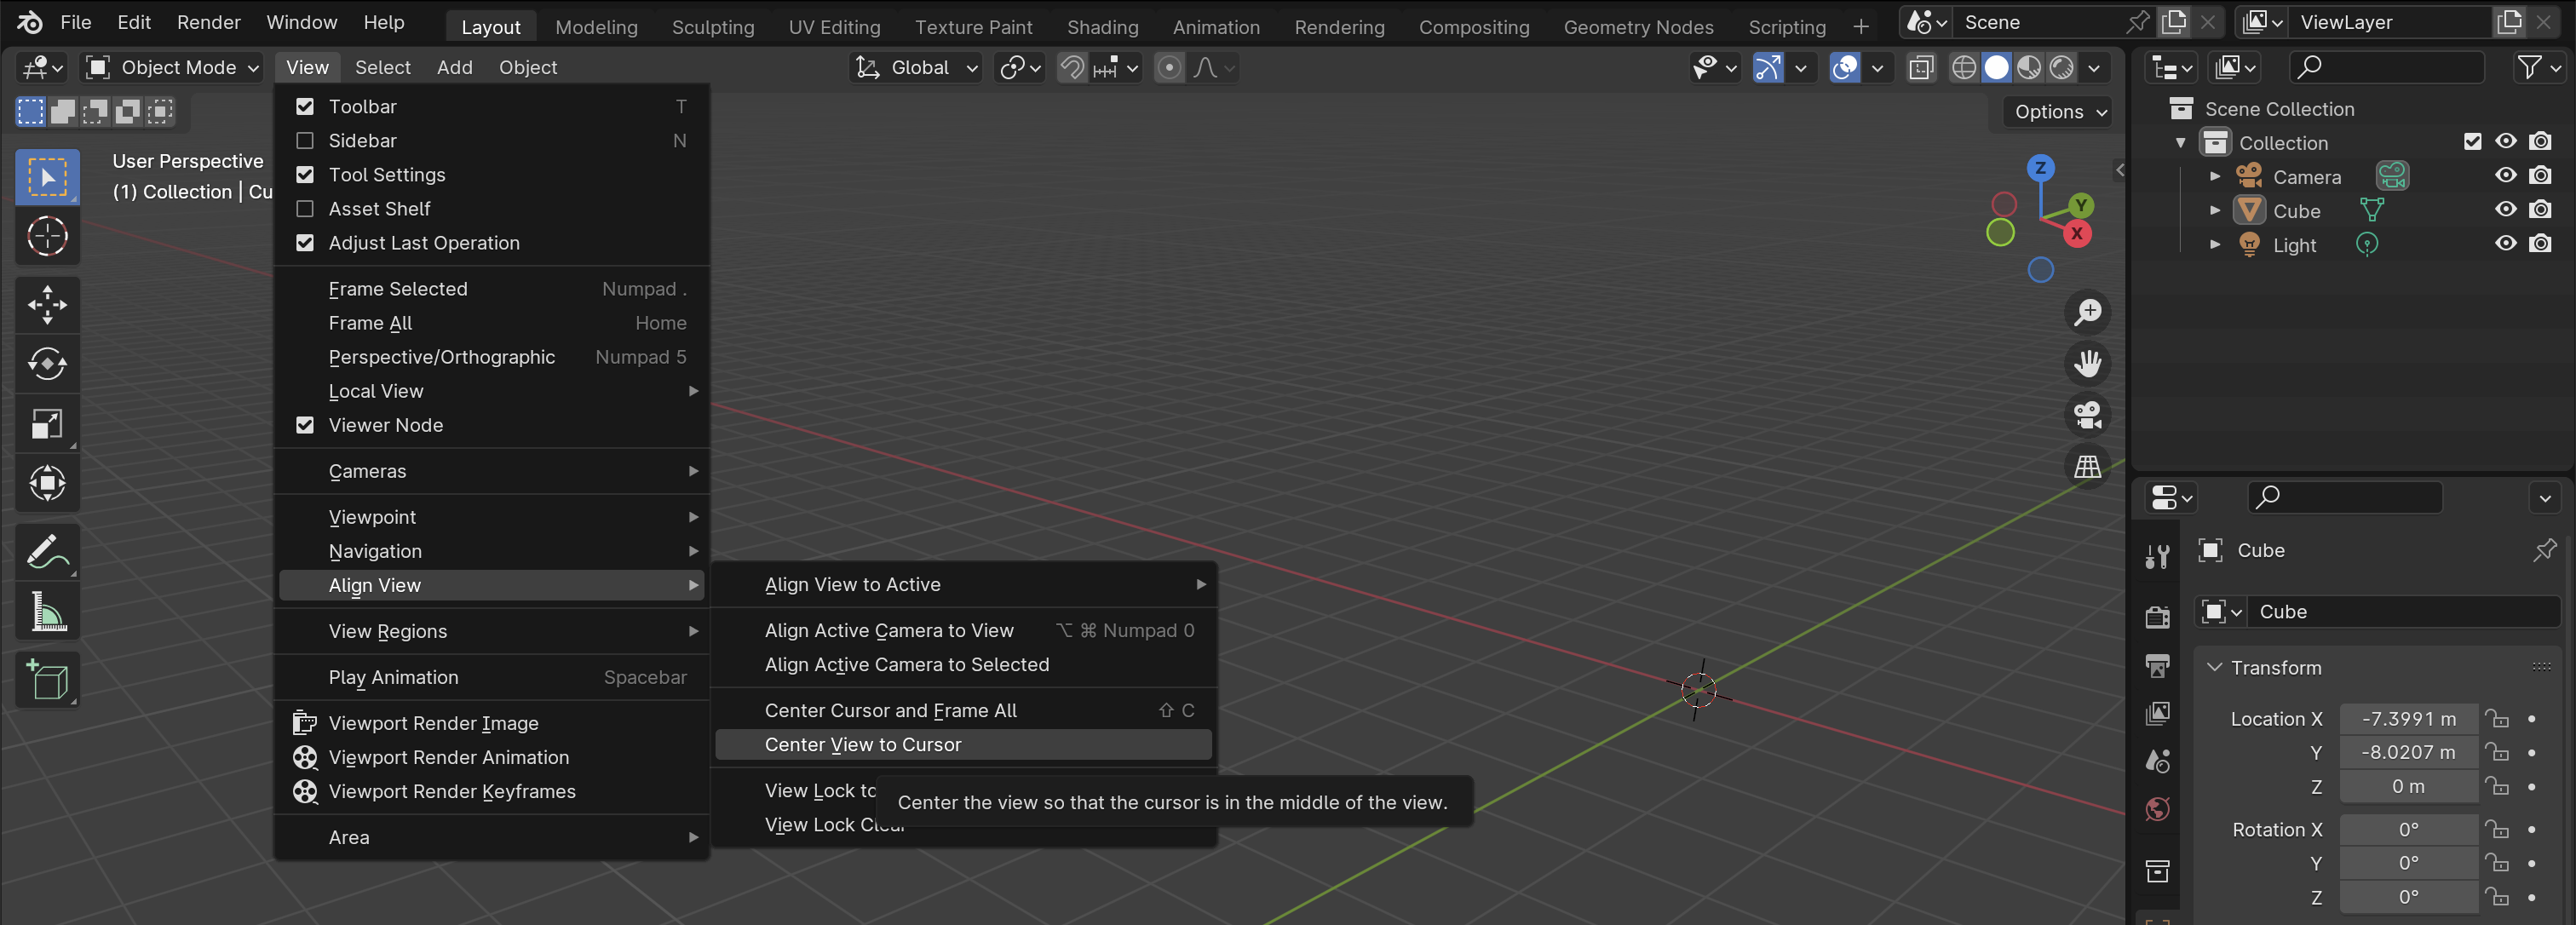 File Edit Render Window Help Layout Modeling Sculpting UV Editing Texture Paint Shading Animation Rendering Compositing Geometry Nodes Scripting + Scene ViewLayer
Object Mode View Select Add Object Global
Options
User Perspective
(1) Collection | Cu
Toolbar T
Sidebar N
Tool Settings
Asset Shelf
Adjust Last Operation
Frame Selected Numpad .
Frame All Home
Perspective/Orthographic Numpad 5
Local View
Viewer Node
Cameras
Viewpoint
Navigation
Align View
View Regions
Play Animation Spacebar
Viewport Render Image
Viewport Render Animation
Viewport Render Keyframes
Area
Align View to Active
Align Active Camera to View ⌥ ⌘ Numpad 0
Align Active Camera to Selected
Center Cursor and Frame All ⇧ C
Center View to Cursor
View Lock to
View Lock Clear
Center the view so that the cursor is in the middle of the view.
Z
Y
X
Scene Collection
Collection
Camera
Cube
Light
Cube
Cube
Transform
Location X -7.3991 m
Y -8.0207 m
Z 0 m
Rotation X 0°
Y 0°
Z 0°